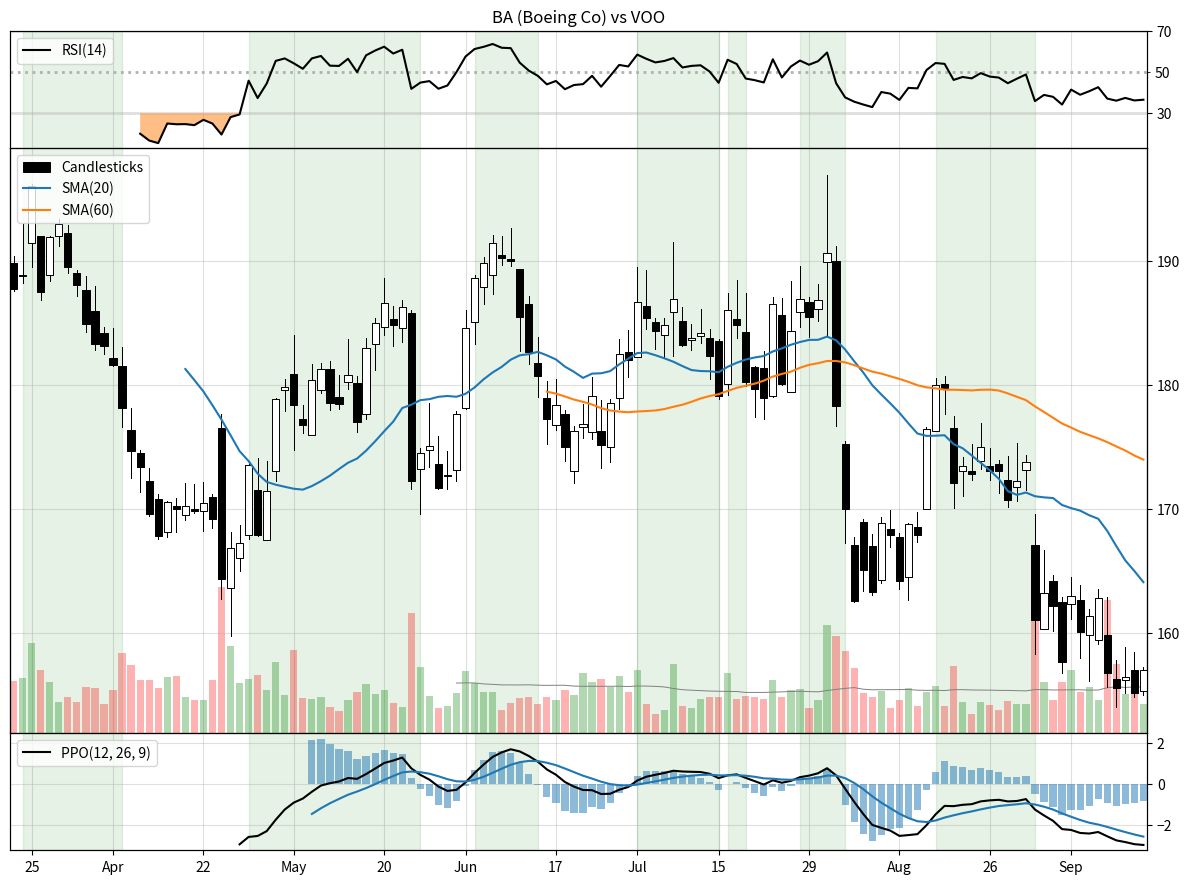 BA (Boeing Co) vs VOO
RSI(14)
70
50
30
Candlesticks
SMA(20)
SMA(60)
190
180
170
160
PPO(12, 26, 9)
2
0
−2
25 Apr 22 May 20 Jun 17 Jul 15 29 Aug 26 Sep